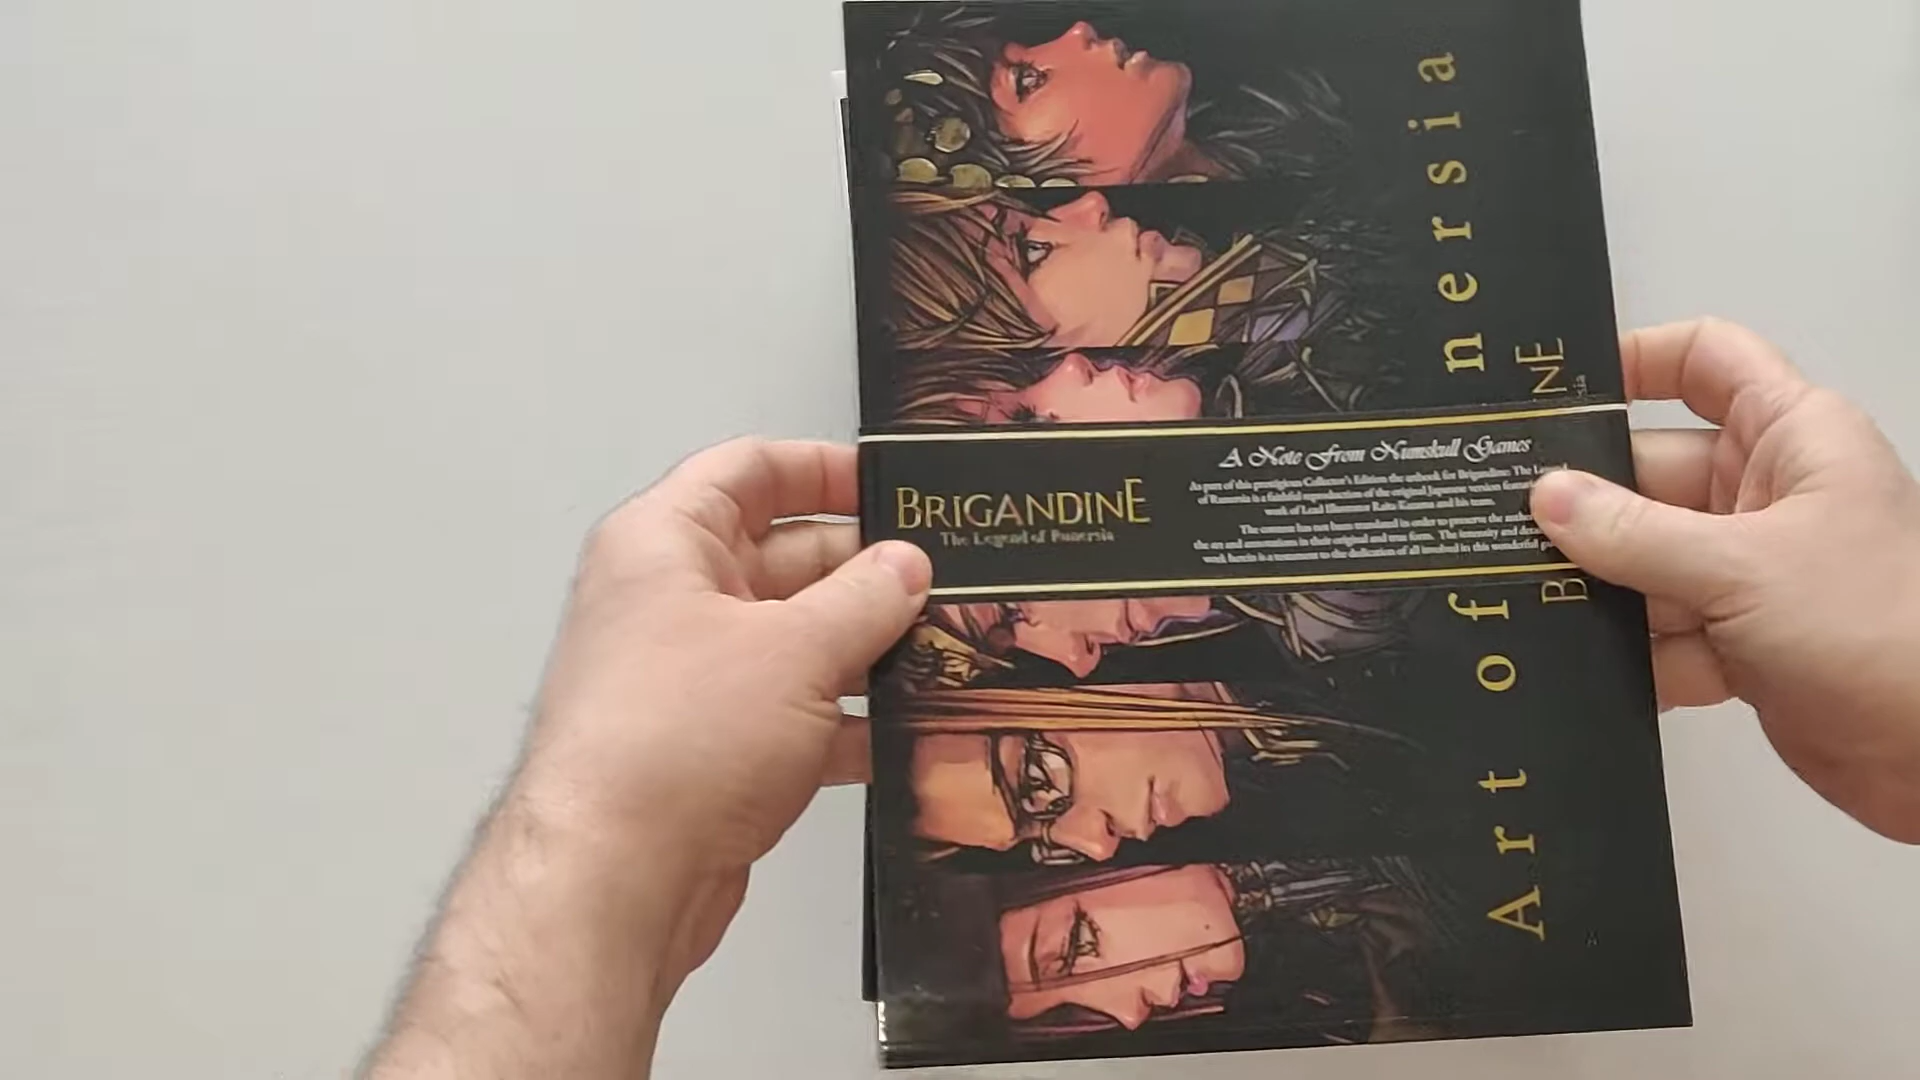 Art of nersia
B NE
BRIGANDINE
The Legend of Runersia
A Note From Numskull Games
As part of this prestigious Collector's Edition the artbook for Brigandine: The Legend
of Runersia is a faithful reproduction of the original Japanese version
work of Lead Illustrator Raita Kazama and his team.
The content has not been translated in order to preserve the
the art and annotations in their original and true form. The intensity and
work herein is a testament to the dedication of all involved in this wonderful